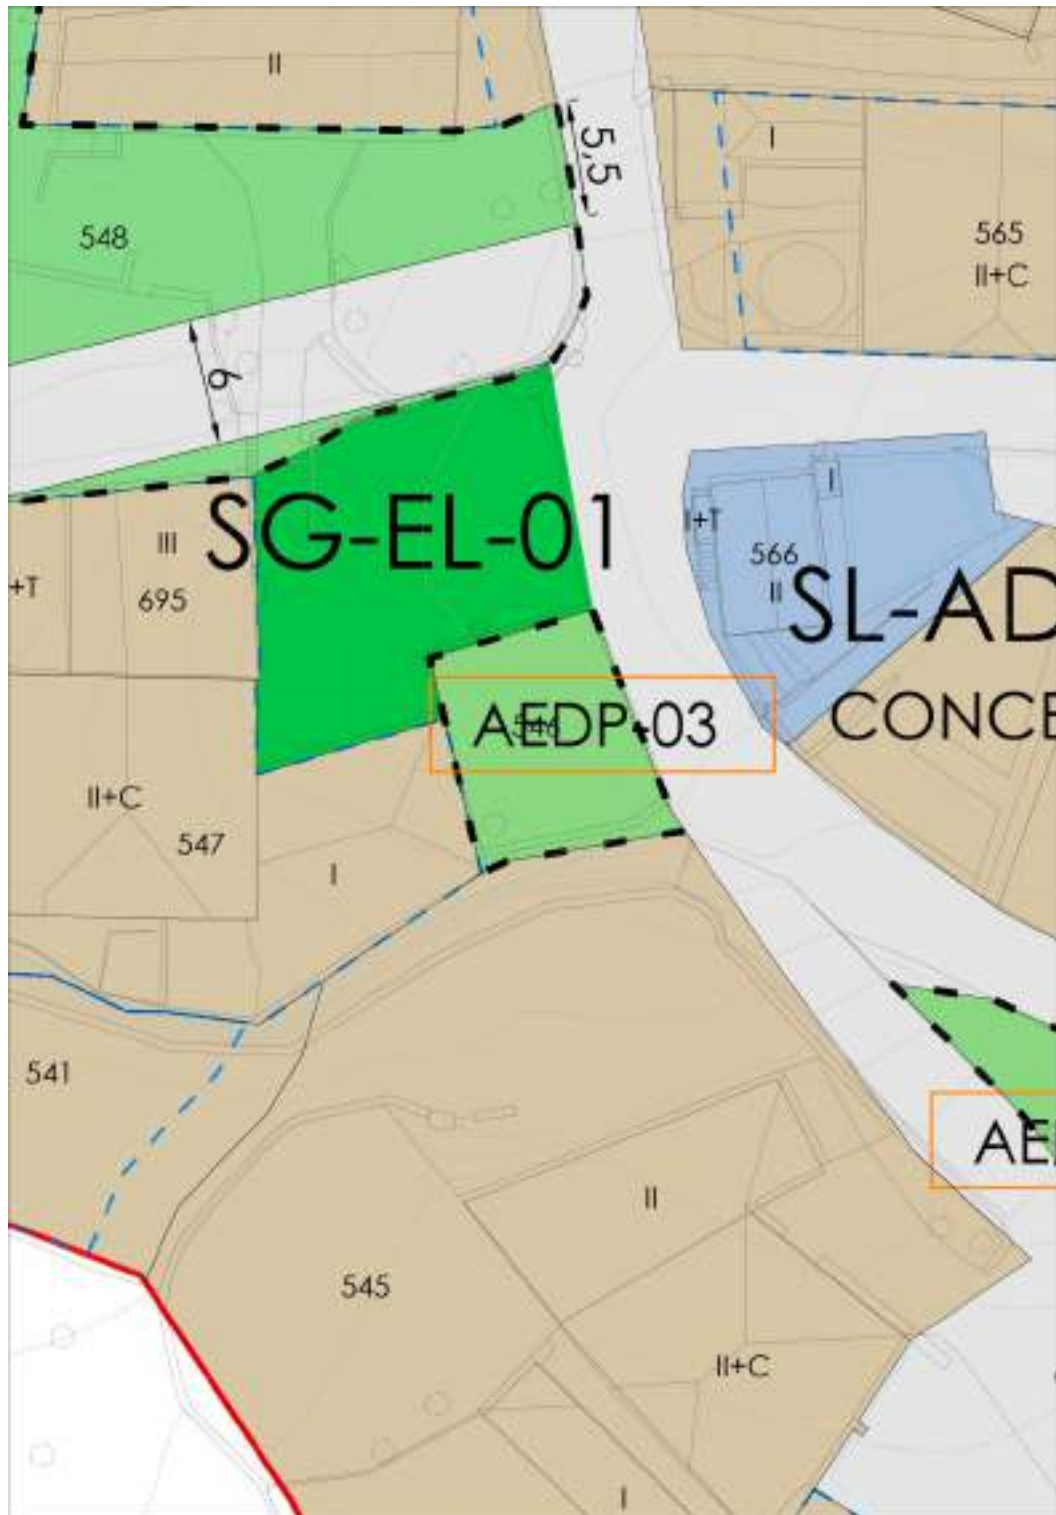 II
5,5
I
548
565
II+C
6
SG-EL-01
I
I+T
III
566
+T
695
II
SL-AD
AEDP-03
546
CONCE
II+C
547
I
541
AE
II
545
II+C
I